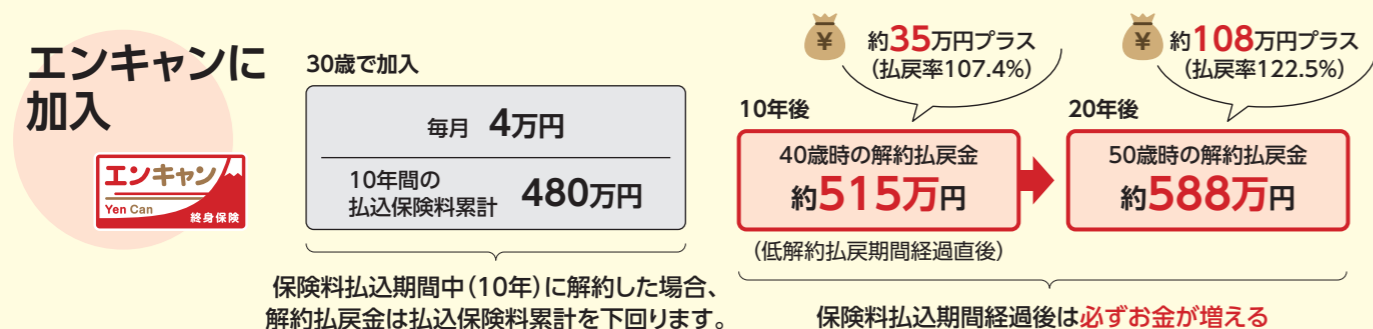 エンキャンに
加入
エンキャン
Yen Can
終身保険
30歳で加入
毎月 4万円
10年間の
払込保険料累計 480万円
保険料払込期間中(10年)に解約した場合、
解約払戻金は払込保険料累計を下回ります。
¥ 約35万円プラス
(払戻率107.4%)
10年後
40歳時の解約払戻金
約515万円
(低解約払戻期間経過直後)
¥ 約108万円プラス
(払戻率122.5%)
20年後
50歳時の解約払戻金
約588万円
保険料払込期間経過後は必ずお金が増える